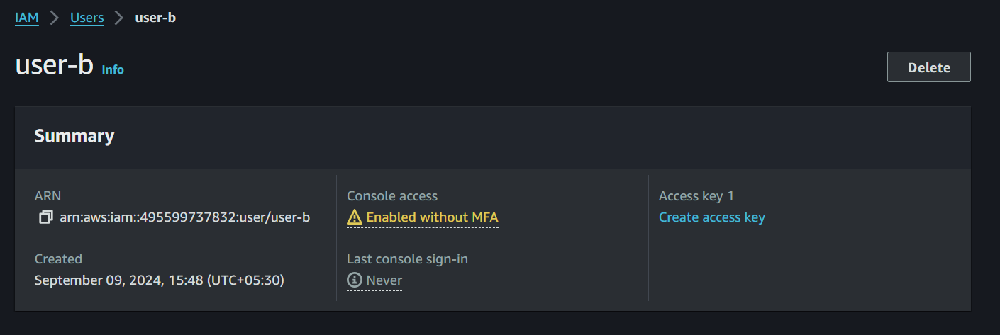 IAM > Users > user-b
user-b Info
Delete
Summary
ARN
arn:aws:iam::495599737832:user/user-b
Created
September 09, 2024, 15:48 (UTC+05:30)
Console access
Enabled without MFA
Last console sign-in
Never
Access key 1
Create access key